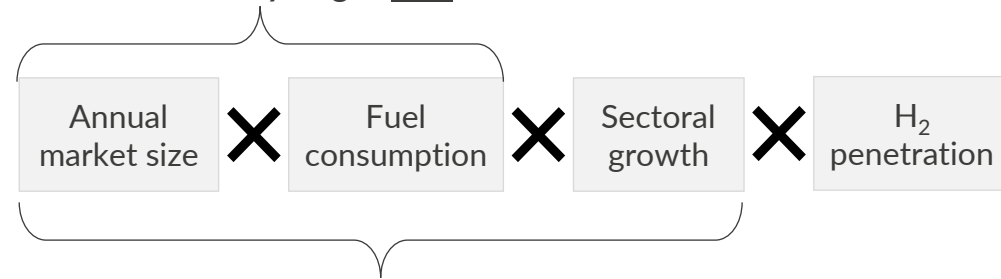 Annual
market size
Fuel
consumption
Sectoral
growth
H₂
penetration